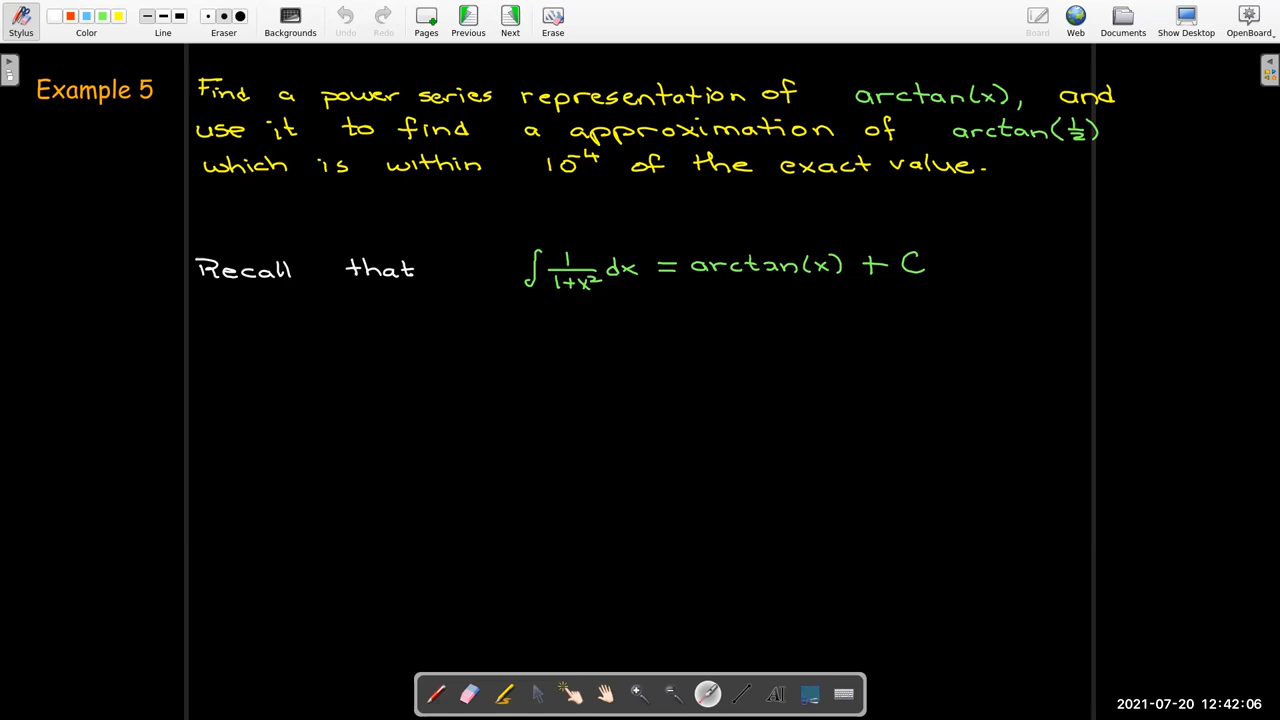 Stylus
Color
Line
Eraser
Backgrounds
Undo
Redo
Pages
Previous
Next
Erase
Board
Web
Documents
Show Desktop
OpenBoard
Example 5
Find a power series representation of arctan(x), and
use it to find a approximation of arctan(1/2)
which is within 10^-4 of the exact value.
Recall that ∫ 1/(1+x²) dx = arctan(x) + C
2021-07-20 12:42:06